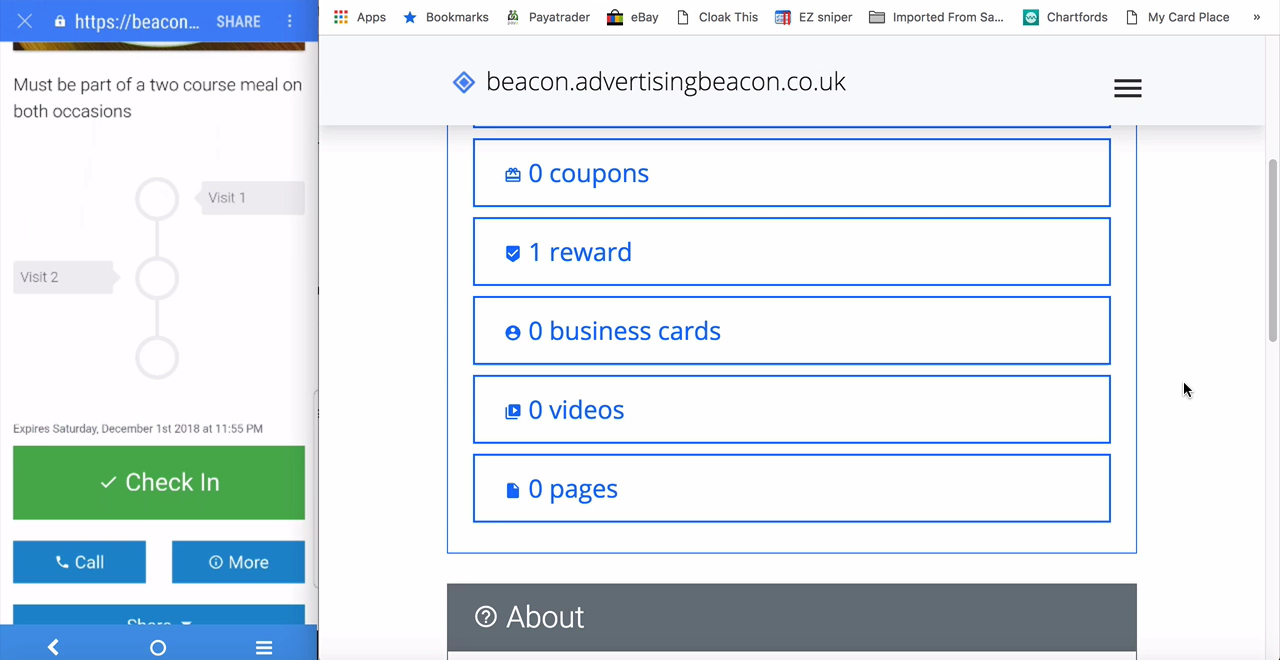 https://beacon... SHARE
Must be part of a two course meal on
both occasions
Visit 1
Visit 2
Expires Saturday, December 1st 2018 at 11:55 PM
Check In
Call More
Share
Apps Bookmarks Payatrader eBay Cloak This EZ sniper Imported From Sa... Chartfords My Card Place »
beacon.advertisingbeacon.co.uk
0 coupons
1 reward
0 business cards
0 videos
0 pages
About